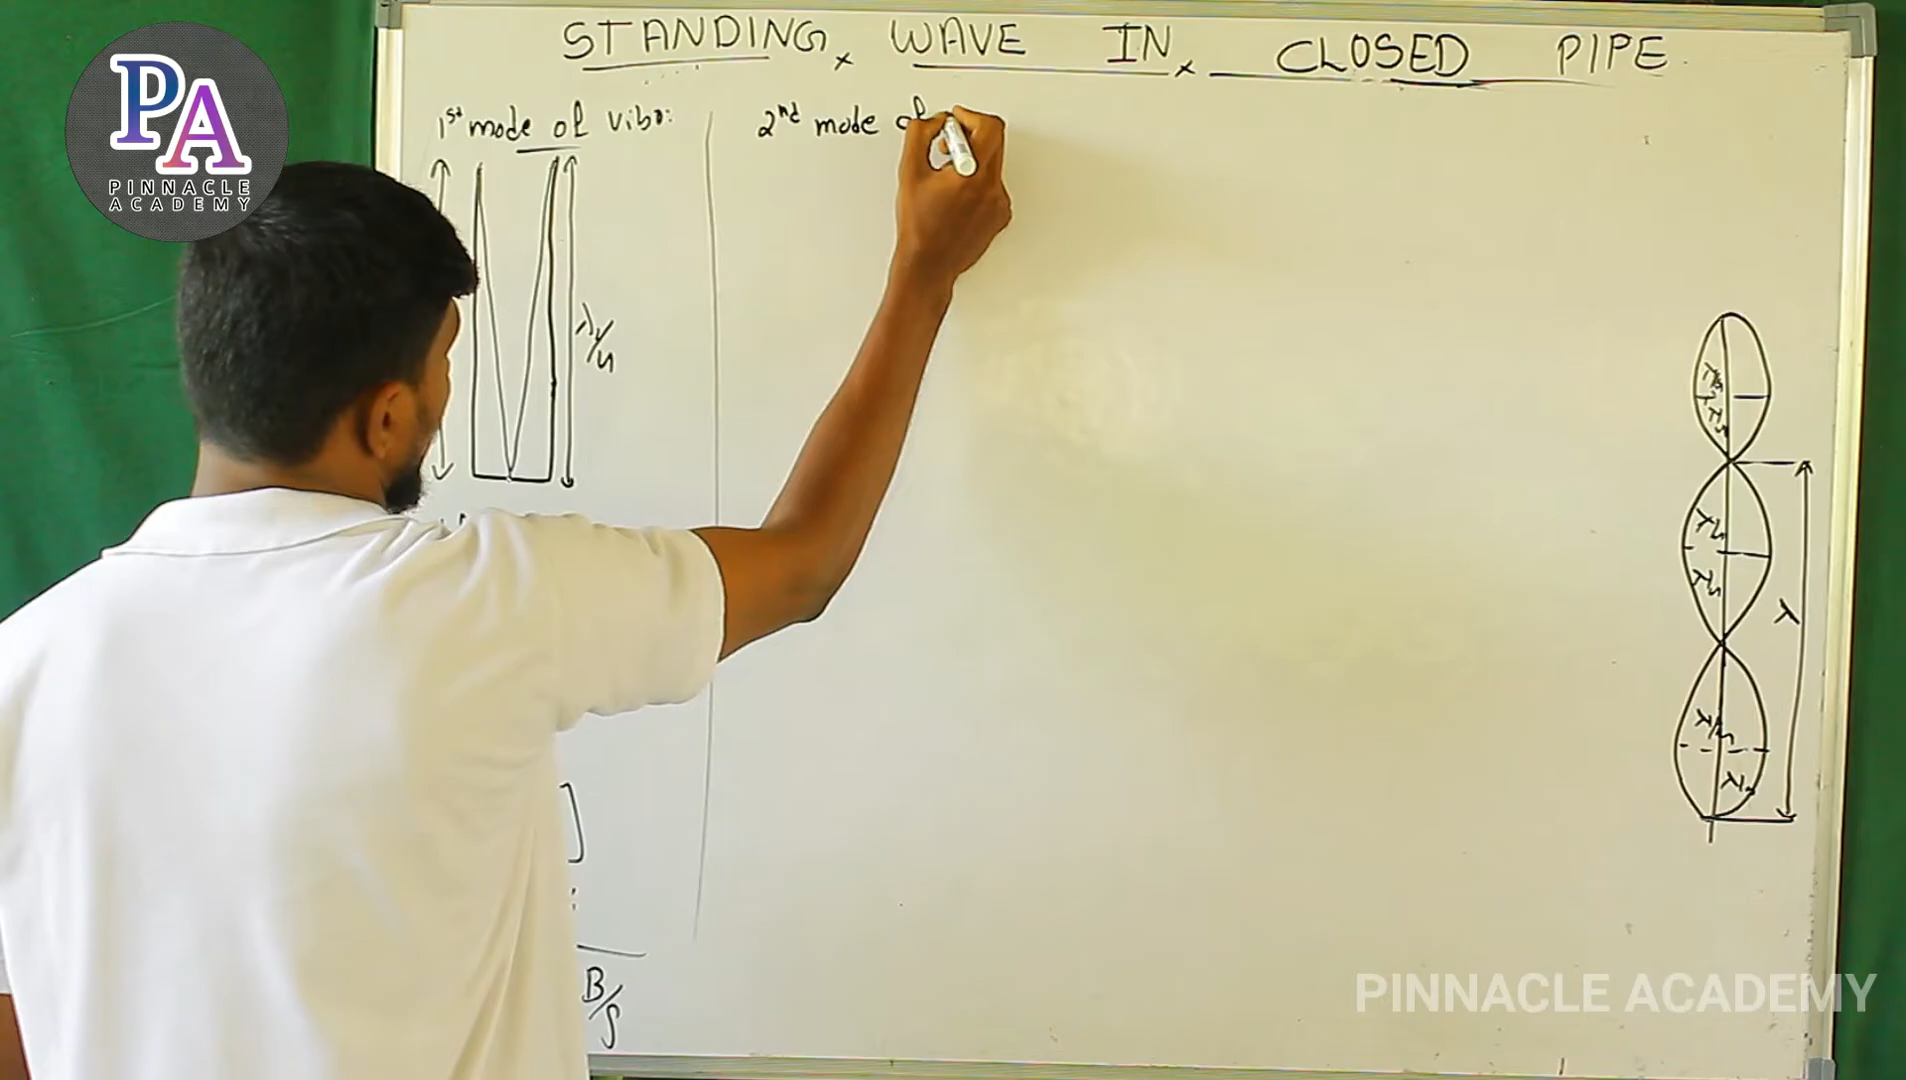 STANDING WAVE IN CLOSED PIPE
PA
PINNACLE
ACADEMY
1st mode of vibr:
2nd mode of
λ/4
λ
B/ρ
PINNACLE ACADEMY